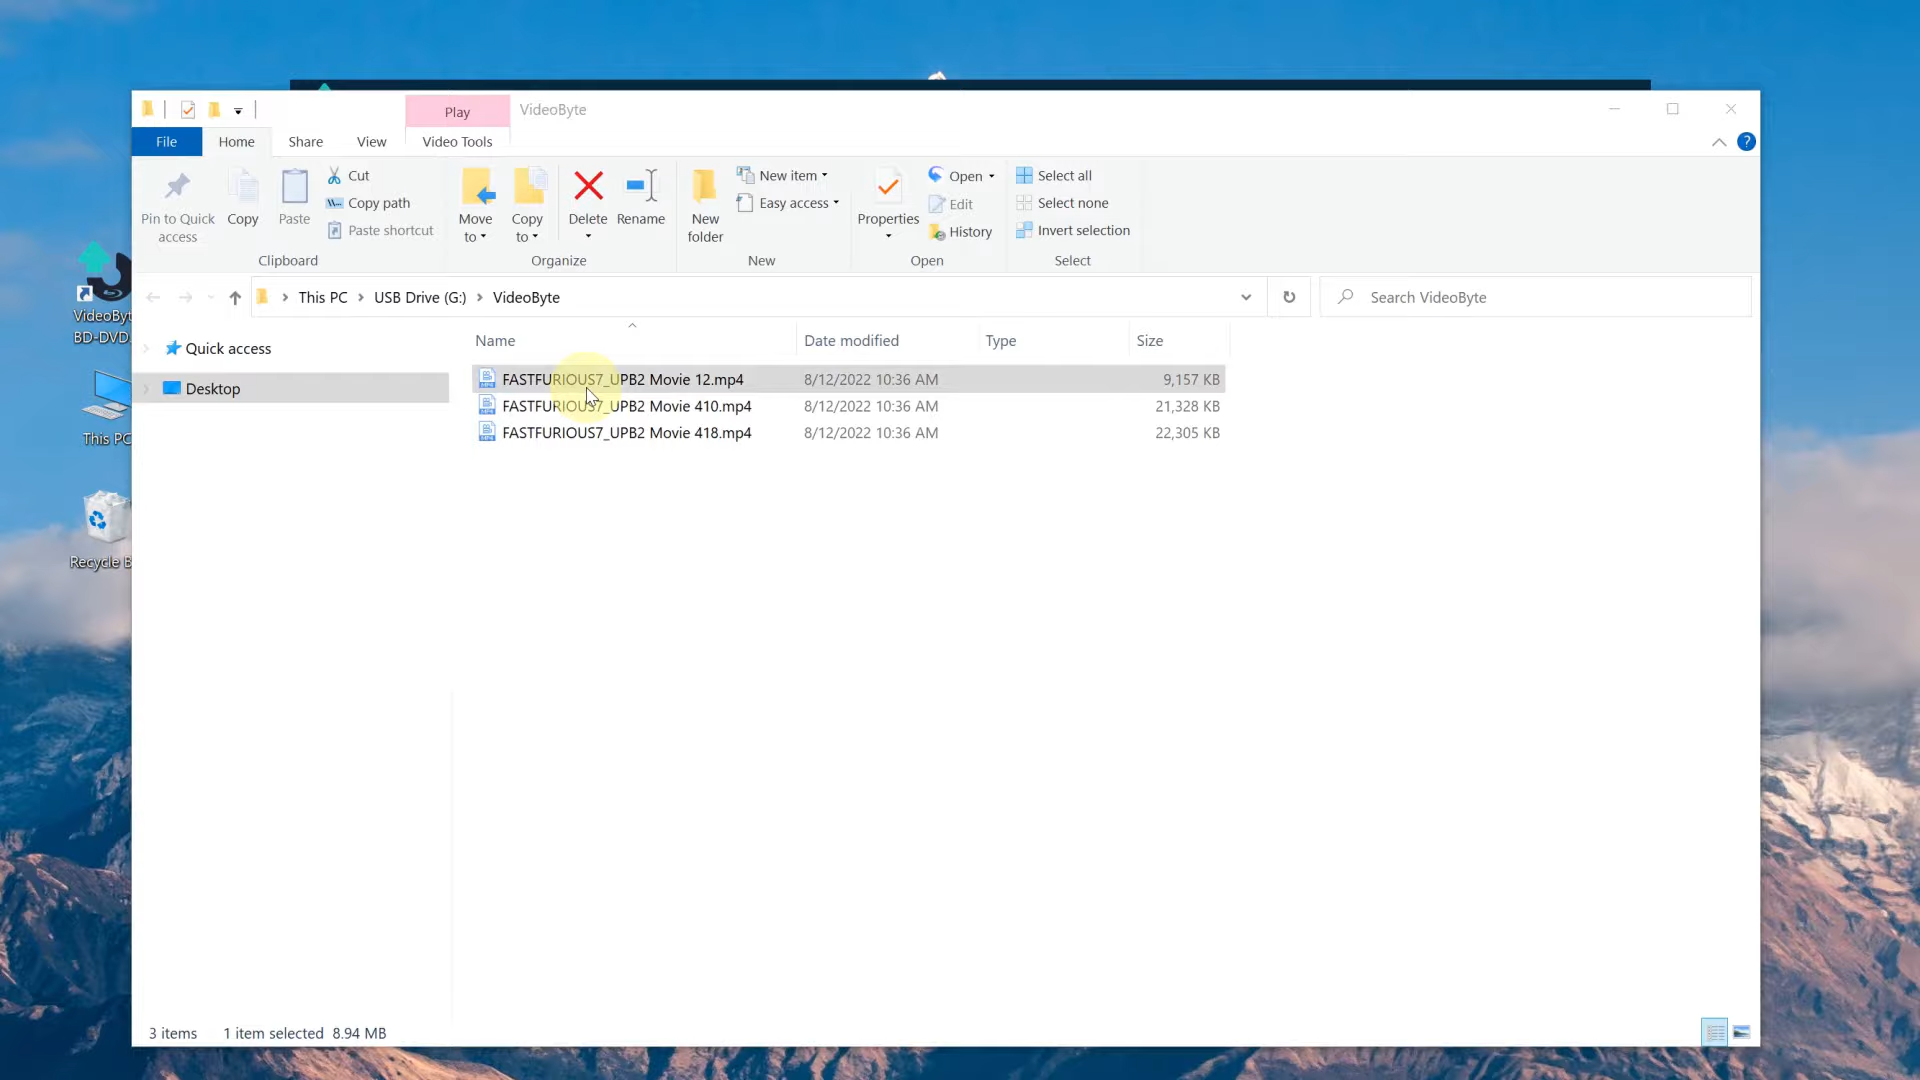 Play
VideoByte
File
Home
Share
View
Video Tools
Pin to Quick
access
Copy
Paste
Cut
Copy path
Paste shortcut
Clipboard
Move
to
Copy
to
Delete
Rename
Organize
New
folder
New item
Easy access
New
Properties
Open
Edit
History
Open
Select all
Select none
Invert selection
Select
This PC
USB Drive (G:)
VideoByte
Search VideoByte
Quick access
Desktop
Name
Date modified
Type
Size
FASTFURIOUS7_UPB2 Movie 12.mp4 8/12/2022 10:36 AM 9,157 KB
FASTFURIOUS7_UPB2 Movie 410.mp4 8/12/2022 10:36 AM 21,328 KB
FASTFURIOUS7_UPB2 Movie 418.mp4 8/12/2022 10:36 AM 22,305 KB
VideoByt
BD-DVD
This PC
Recycle B
3 items 1 item selected 8.94 MB